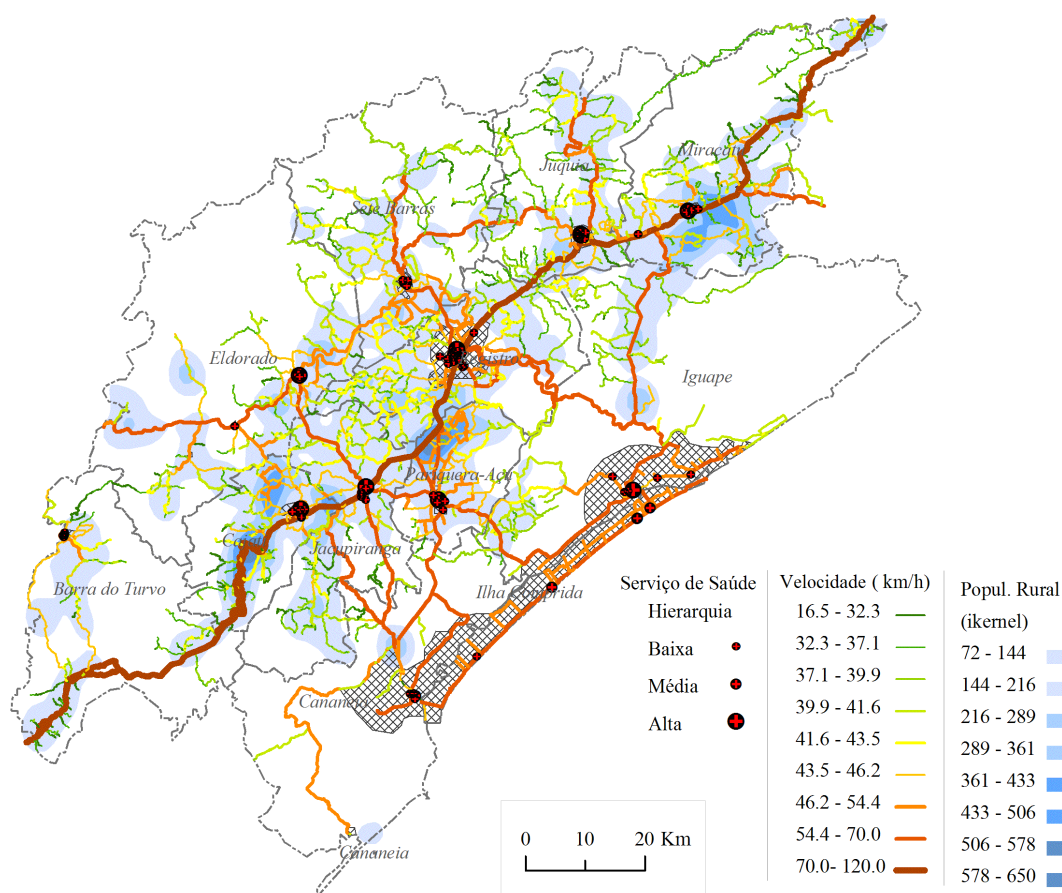 Miracatu
Juquia
Sete Barras
Eldorado
Registro
Iguape
Pariquera-Açu
Cajati
Jacupiranga
Barra do Turvo
Ilha Comprida
Cananeia
Cananeia
Serviço de Saúde
Hierarquia
Baixa
Média
Alta
Velocidade ( km/h)
16.5 - 32.3
32.3 - 37.1
37.1 - 39.9
39.9 - 41.6
41.6 - 43.5
43.5 - 46.2
46.2 - 54.4
54.4 - 70.0
70.0- 120.0
Popul. Rural
(ikernel)
72 - 144
144 - 216
216 - 289
289 - 361
361 - 433
433 - 506
506 - 578
578 - 650
0 10 20 Km